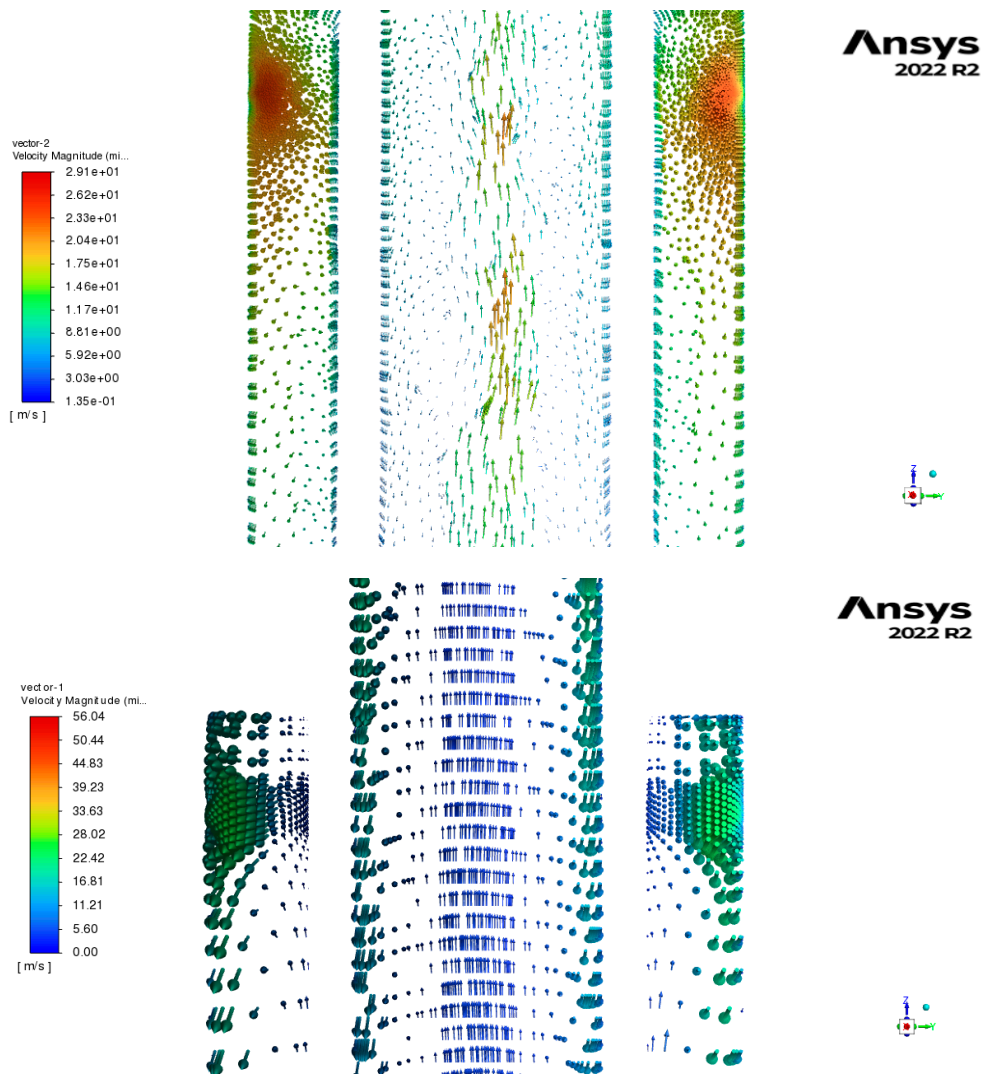 Ansys
2022 R2
vector-2
Velocity Magnitude (mi...
2.91e+01
2.62e+01
2.33e+01
2.04e+01
1.75e+01
1.46e+01
1.17e+01
8.81e+00
5.92e+00
3.03e+00
1.35e-01
[ m/s ]
Z
Y
Ansys
2022 R2
vector-1
Velocity Magnitude (mi...
56.04
50.44
44.83
39.23
33.63
28.02
22.42
16.81
11.21
5.60
0.00
[ m/s ]
Z
Y